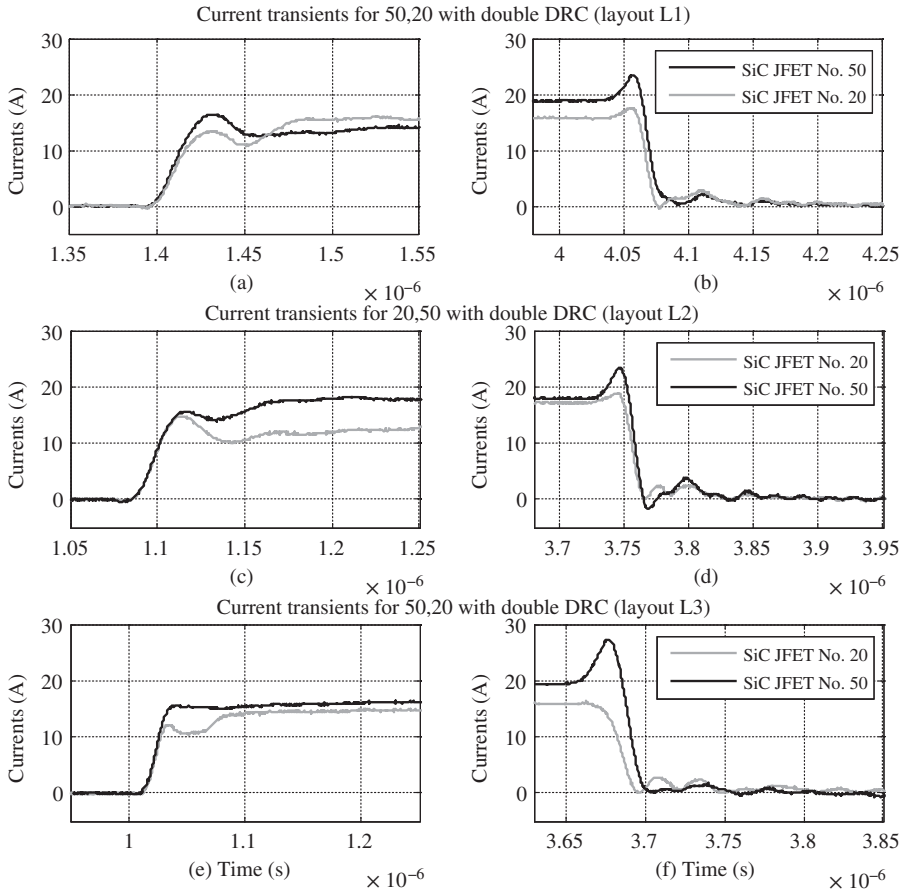 Current transients for 50,20 with double DRC (layout L1)
30
20
10
0
Currents (A)
1.35
1.4
1.45
1.5
1.55
(a)
× 10⁻⁶
30
20
10
0
Currents (A)
SiC JFET No. 50
SiC JFET No. 20
4
4.05
4.1
4.15
4.2
4.25
(b)
× 10⁻⁶
Current transients for 20,50 with double DRC (layout L2)
30
20
10
0
Currents (A)
1.05
1.1
1.15
1.2
1.25
(c)
× 10⁻⁶
30
20
10
0
Currents (A)
SiC JFET No. 20
SiC JFET No. 50
3.7
3.75
3.8
3.85
3.9
3.95
(d)
× 10⁻⁶
Current transients for 50,20 with double DRC (layout L3)
30
20
10
0
Currents (A)
1
1.1
1.2
(e) Time (s)
× 10⁻⁶
30
20
10
0
Currents (A)
SiC JFET No. 20
SiC JFET No. 50
3.65
3.7
3.75
3.8
3.85
(f) Time (s)
× 10⁻⁶